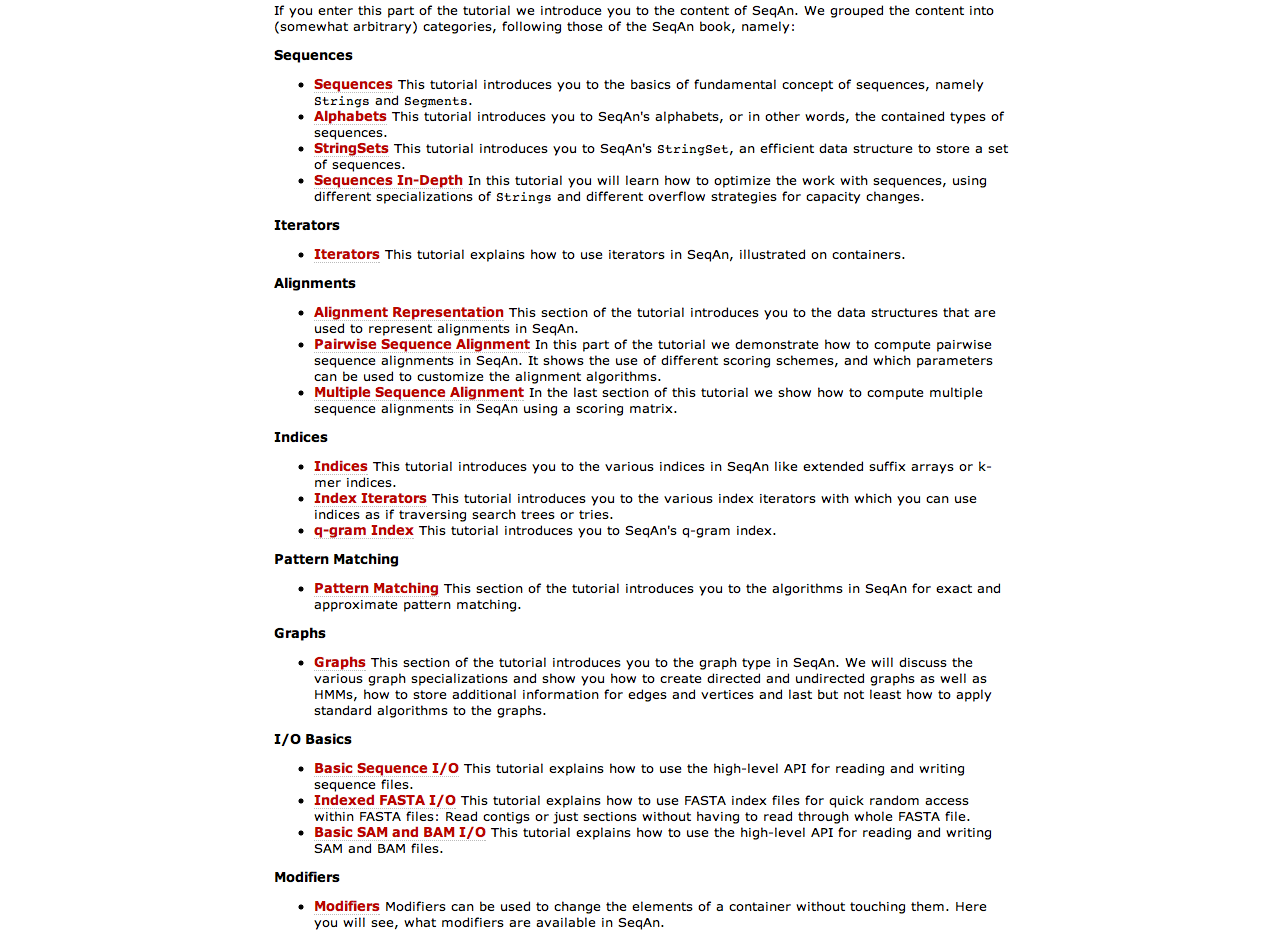 If you enter this part of the tutorial we introduce you to the content of SeqAn. We grouped the content into
(somewhat arbitrary) categories, following those of the SeqAn book, namely:
Sequences
• Sequences This tutorial introduces you to the basics of fundamental concept of sequences, namely
Strings and Segments.
• Alphabets This tutorial introduces you to SeqAn's alphabets, or in other words, the contained types of
sequences.
• StringSets This tutorial introduces you to SeqAn's StringSet, an efficient data structure to store a set
of sequences.
• Sequences In-Depth In this tutorial you will learn how to optimize the work with sequences, using
different specializations of Strings and different overflow strategies for capacity changes.
Iterators
• Iterators This tutorial explains how to use iterators in SeqAn, illustrated on containers.
Alignments
• Alignment Representation This section of the tutorial introduces you to the data structures that are
used to represent alignments in SeqAn.
• Pairwise Sequence Alignment In this part of the tutorial we demonstrate how to compute pairwise
sequence alignments in SeqAn. It shows the use of different scoring schemes, and which parameters
can be used to customize the alignment algorithms.
• Multiple Sequence Alignment In the last section of this tutorial we show how to compute multiple
sequence alignments in SeqAn using a scoring matrix.
Indices
• Indices This tutorial introduces you to the various indices in SeqAn like extended suffix arrays or k-
mer indices.
• Index Iterators This tutorial introduces you to the various index iterators with which you can use
indices as if traversing search trees or tries.
• q-gram Index This tutorial introduces you to SeqAn's q-gram index.
Pattern Matching
• Pattern Matching This section of the tutorial introduces you to the algorithms in SeqAn for exact and
approximate pattern matching.
Graphs
• Graphs This section of the tutorial introduces you to the graph type in SeqAn. We will discuss the
various graph specializations and show you how to create directed and undirected graphs as well as
HMMs, how to store additional information for edges and vertices and last but not least how to apply
standard algorithms to the graphs.
I/O Basics
• Basic Sequence I/O This tutorial explains how to use the high-level API for reading and writing
sequence files.
• Indexed FASTA I/O This tutorial explains how to use FASTA index files for quick random access
within FASTA files: Read contigs or just sections without having to read through whole FASTA file.
• Basic SAM and BAM I/O This tutorial explains how to use the high-level API for reading and writing
SAM and BAM files.
Modifiers
• Modifiers Modifiers can be used to change the elements of a container without touching them. Here
you will see, what modifiers are available in SeqAn.